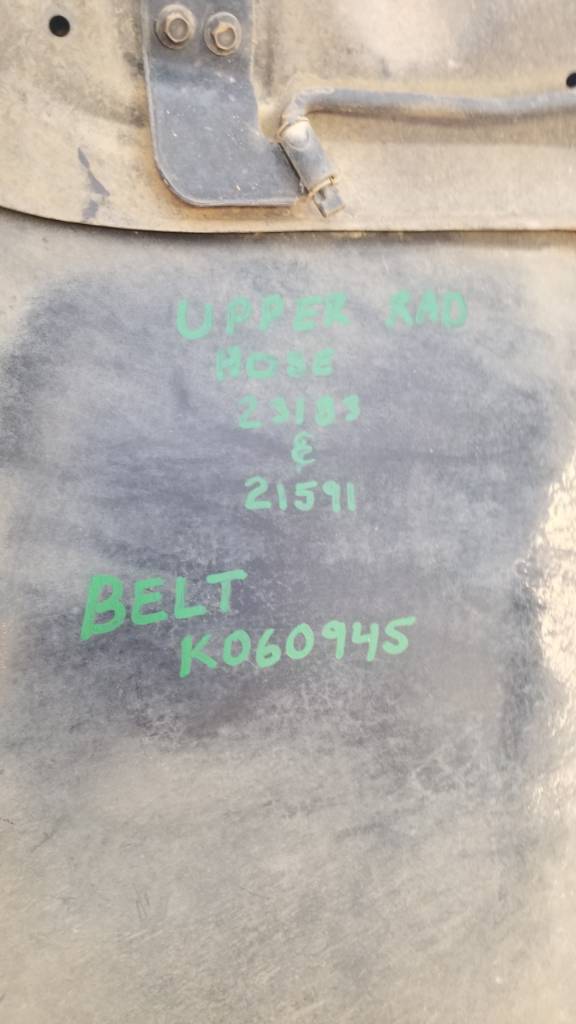 UPPER RAD
HOSE
23183
&
21591
BELT
K060945